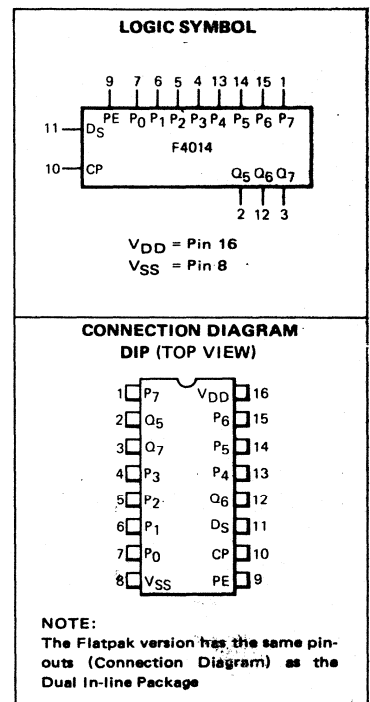 LOGIC SYMBOL
9 7 6 5 4 13 14 15 1
PE P0 P1 P2 P3 P4 P5 P6 P7
11 DS
F4014
10 CP
Q5 Q6 Q7
2 12 3
VDD = Pin 16
VSS = Pin 8
CONNECTION DIAGRAM
DIP (TOP VIEW)
1 P7 VDD 16
2 Q5 P6 15
3 Q7 P5 14
4 P3 P4 13
5 P2 Q6 12
6 P1 DS 11
7 P0 CP 10
8 VSS PE 9
NOTE:
The Flatpak version has the same pin-
outs (Connection Diagram) as the
Dual In-line Package